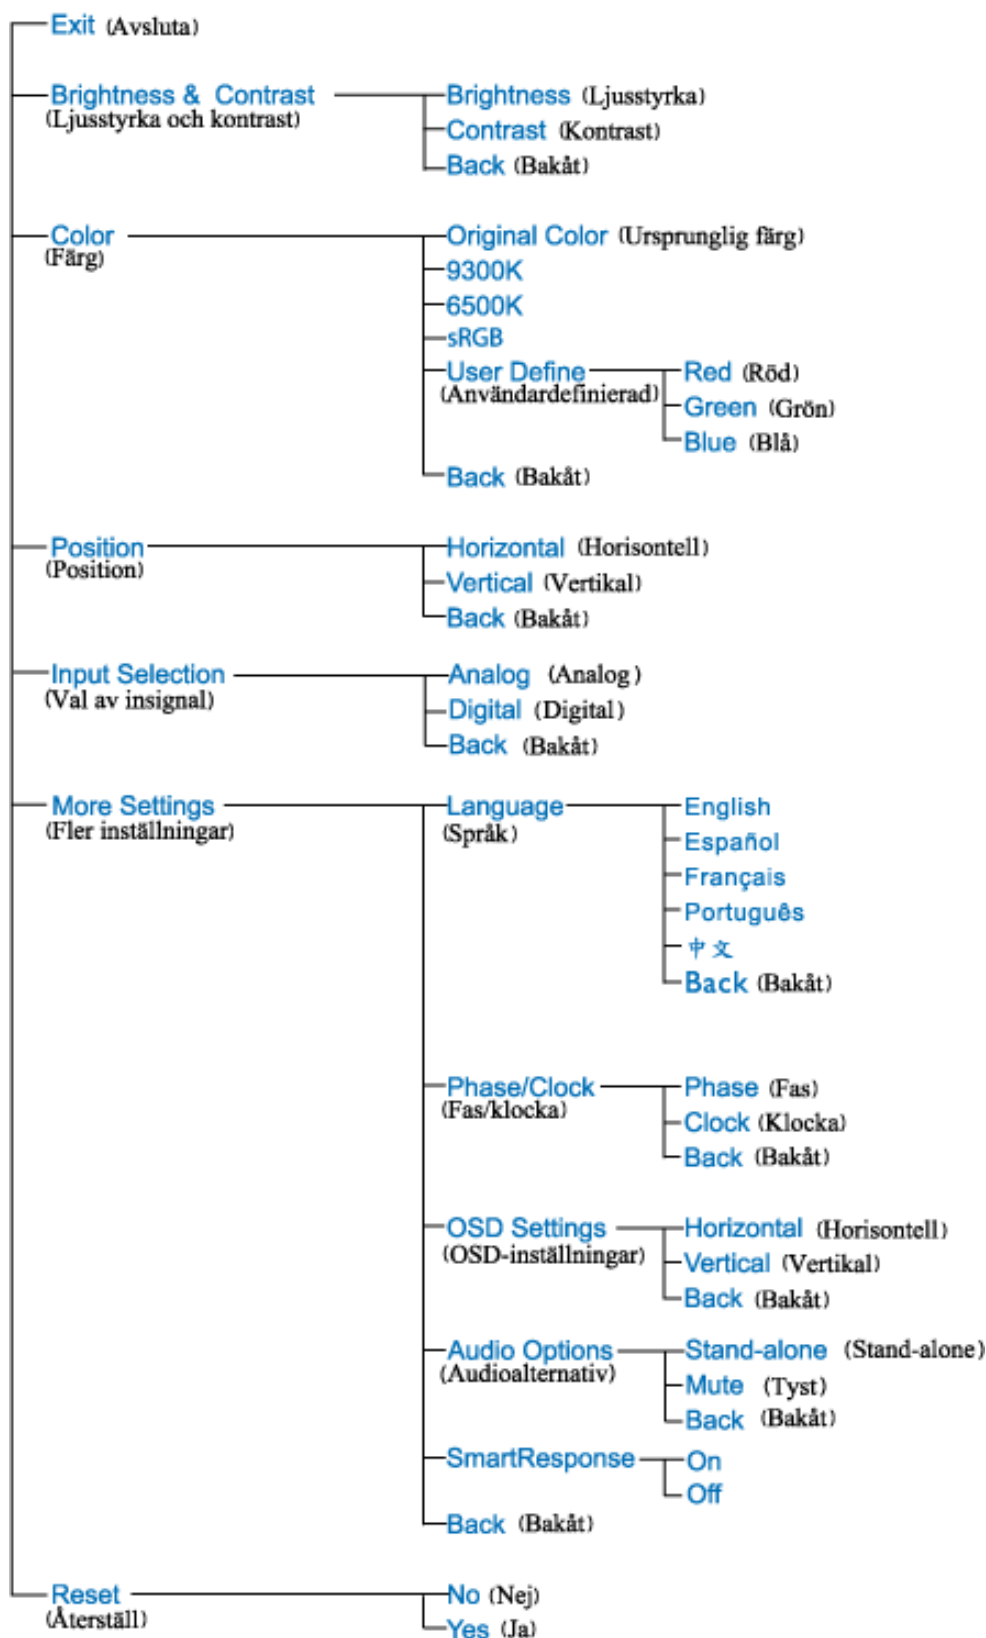 Exit (Avsluta)
Brightness & Contrast
(Ljusstyrka och kontrast)
Brightness (Ljusstyrka)
Contrast (Kontrast)
Back (Bakåt)
Color
(Färg)
Original Color (Ursprunglig färg)
9300K
6500K
sRGB
User Define
(Användardefinierad)
Red (Röd)
Green (Grön)
Blue (Blå)
Back (Bakåt)
Position
(Position)
Horizontal (Horisontell)
Vertical (Vertikal)
Back (Bakåt)
Input Selection
(Val av insignal)
Analog (Analog)
Digital (Digital)
Back (Bakåt)
More Settings
(Fler inställningar)
Language
(Språk)
English
Español
Français
Português
中文
Back (Bakåt)
Phase/Clock
(Fas/klocka)
Phase (Fas)
Clock (Klocka)
Back (Bakåt)
OSD Settings
(OSD-inställningar)
Horizontal (Horisontell)
Vertical (Vertikal)
Back (Bakåt)
Audio Options
(Audioalternativ)
Stand-alone (Stand-alone)
Mute (Tyst)
Back (Bakåt)
SmartResponse
On
Off
Back (Bakåt)
Reset
(Återställ)
No (Nej)
Yes (Ja)